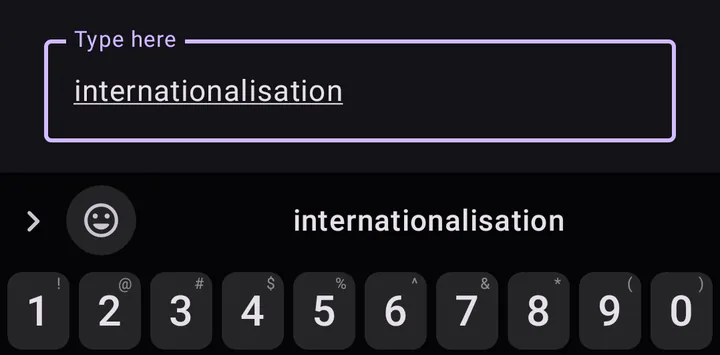 Type here
internationalisation
internationalisation
! @ # $ % ^ & * ( )
1 2 3 4 5 6 7 8 9 0